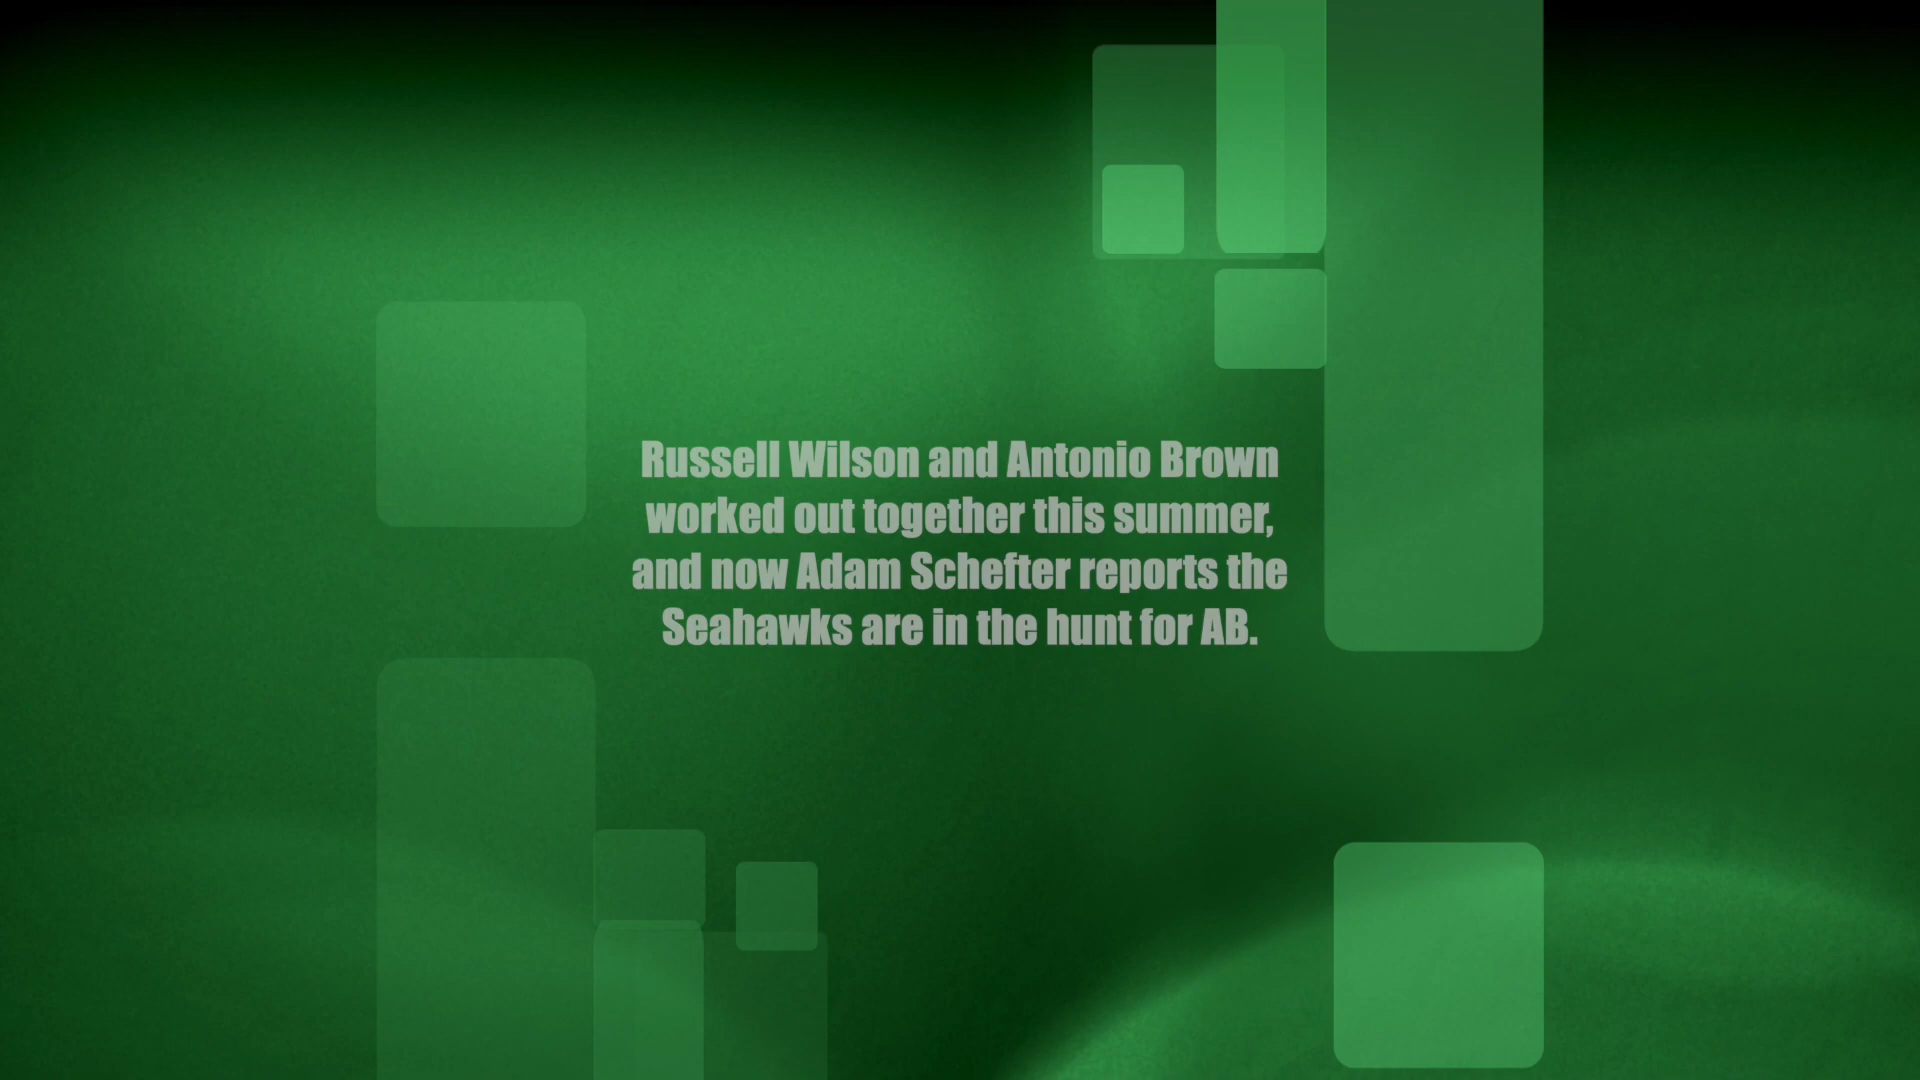 Russell Wilson and Antonio Brown
worked out together this summer,
and now Adam Schefter reports the
Seahawks are in the hunt for AB.